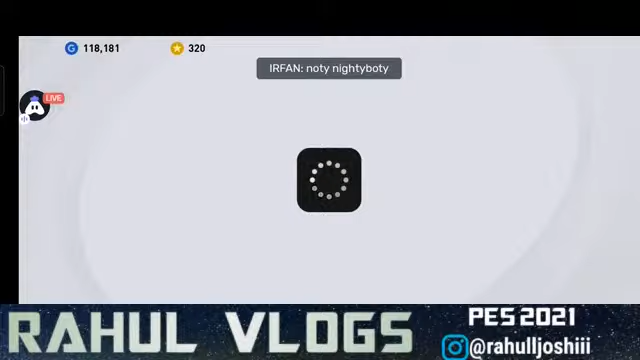 G 118,181 320
IRFAN: noty nightyboty
LIVE
RAHUL VLOGS
PES 2021
@rahulljoshiii